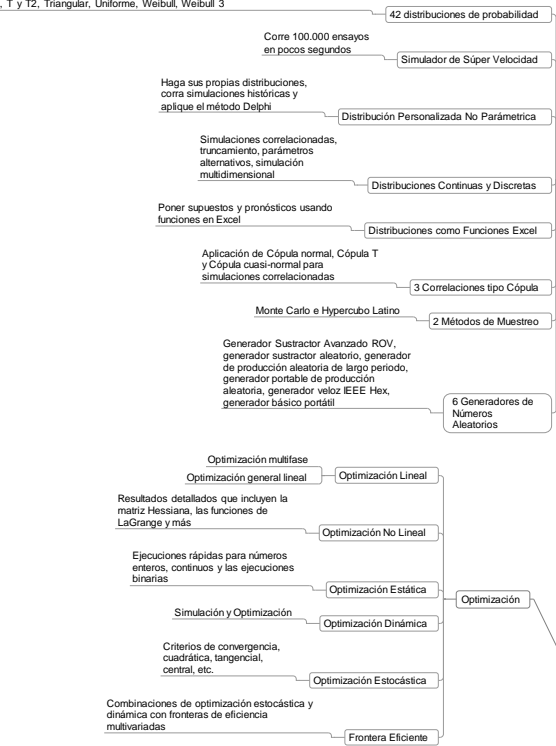 , T y T2, Triangular, Uniforme, Weibull, Weibull 3
42 distribuciones de probabilidad
Corre 100.000 ensayos
en pocos segundos
Simulador de Súper Velocidad
Haga sus propias distribuciones,
corra simulaciones históricas y
aplique el método Delphi
Distribución Personalizada No Parámetrica
Simulaciones correlacionadas,
truncamiento, parámetros
alternativos, simulación
multidimensional
Distribuciones Continuas y Discretas
Poner supuestos y pronósticos usando
funciones en Excel
Distribuciones como Funciones Excel
Aplicación de Cópula normal, Cópula T
y Cópula cuasi-normal para
simulaciones correlacionadas
3 Correlaciones tipo Cópula
Monte Carlo e Hypercubo Latino
2 Métodos de Muestreo
Generador Sustractor Avanzado ROV,
generador sustractor aleatorio, generador
de producción aleatoria de largo periodo,
generador portable de producción
aleatoria, generador veloz IEEE Hex,
generador básico portátil
6 Generadores de
Números
Aleatorios
Optimización multifase
Optimización general lineal
Optimización Lineal
Resultados detallados que incluyen la
matriz Hessiana, las funciones de
LaGrange y más
Optimización No Lineal
Ejecuciones rápidas para números
enteros, continuos y las ejecuciones
binarias
Optimización Estática
Simulación y Optimización
Optimización Dinámica
Criterios de convergencia,
cuadrática, tangencial,
central, etc.
Optimización Estocástica
Combinaciones de optimización estocástica y
dinámica con fronteras de eficiencia
multivariadas
Frontera Eficiente
Optimización